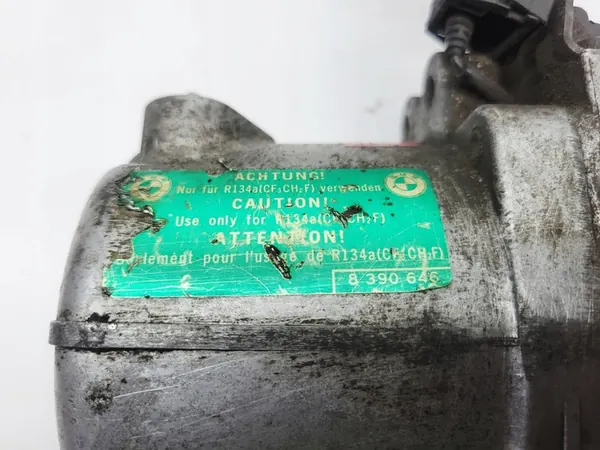 ACHTUNG!
Nur für R134a(CF₃CH₂F) verwenden
CAUTION!
Use only for R134a(CF₃CH₂F)
ATTENTION!
pour l'usage de R134a(CF₃CH₂F)
8 390 646